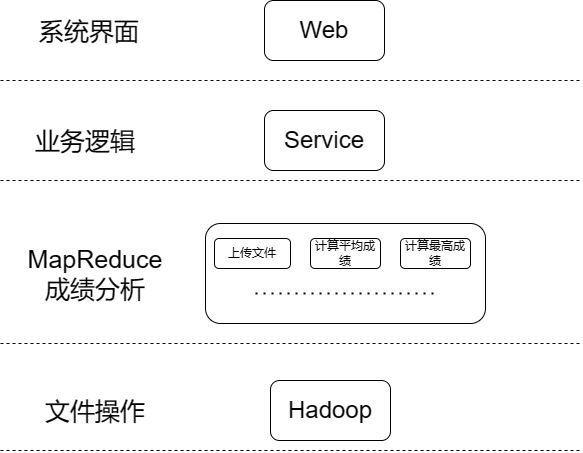 系统界面
Web
业务逻辑
Service
MapReduce
成绩分析
上传文件
计算平均成
绩
计算最高成
绩
.......................
文件操作
Hadoop